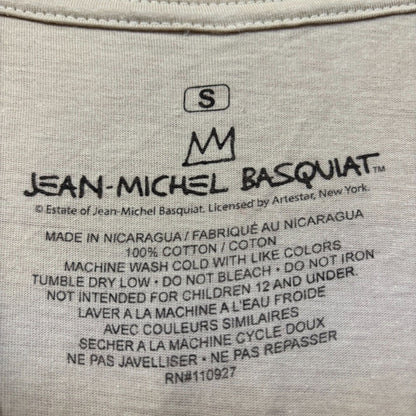 S
JEAN-MICHEL BASQUIAT™
© Estate of Jean-Michel Basquiat. Licensed by Artestar, New York.
MADE IN NICARAGUA / FABRIQUÉ AU NICARAGUA
100% COTTON / COTON
MACHINE WASH COLD WITH LIKE COLORS
TUMBLE DRY LOW • DO NOT BLEACH • DO NOT IRON
NOT INTENDED FOR CHILDREN 12 AND UNDER.
LAVER A LA MACHINE A L'EAU FROIDE
AVEC COULEURS SIMILAIRES
SECHER A LA MACHINE CYCLE DOUX
NE PAS JAVELLISER • NE PAS REPASSER
RN#110927